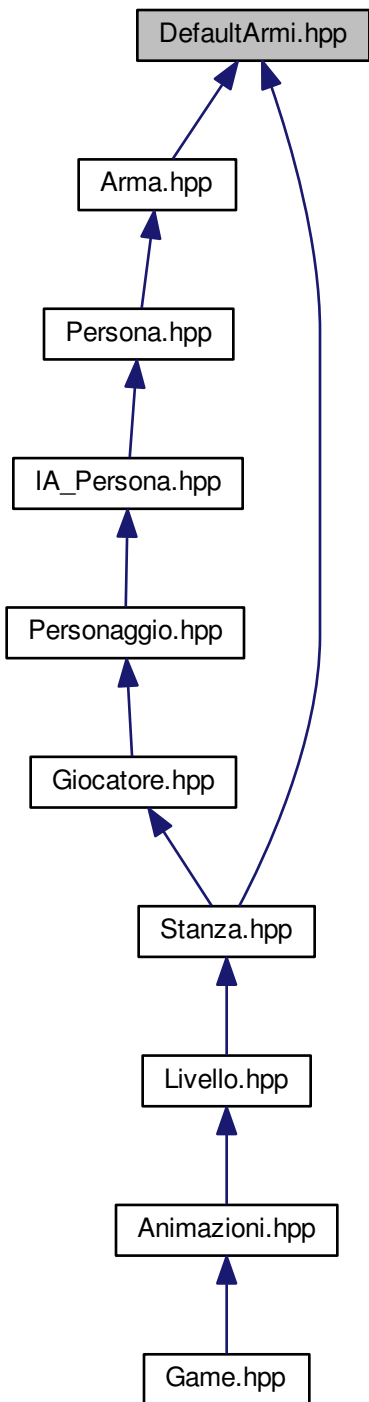 DefaultArmi.hpp
Arma.hpp
Persona.hpp
IA_Persona.hpp
Personaggio.hpp
Giocatore.hpp
Stanza.hpp
Livello.hpp
Animazioni.hpp
Game.hpp